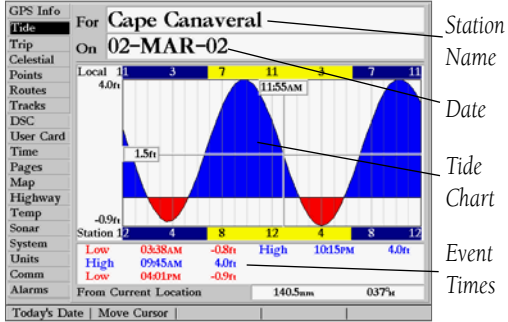 GPS Info
Tide
Trip
Celestial
Points
Routes
Tracks
DSC
User Card
Time
Pages
Map
Highway
Temp
Sonar
System
Units
Comm
Alarms
For Cape Canaveral
On 02-MAR-02
Local 11 3 7 11 3 7 11
4.0ft
11:55AM
1.5ft
-0.9ft
Station 12 4 8 12 4 8 12
Low 03:38AM -0.8ft High 10:15PM 4.0ft
High 09:45AM 4.0ft
Low 04:01PM -0.9ft
From Current Location 140.5nm 037°M
Today's Date | Move Cursor |
Station
Name
Date
Tide
Chart
Event
Times